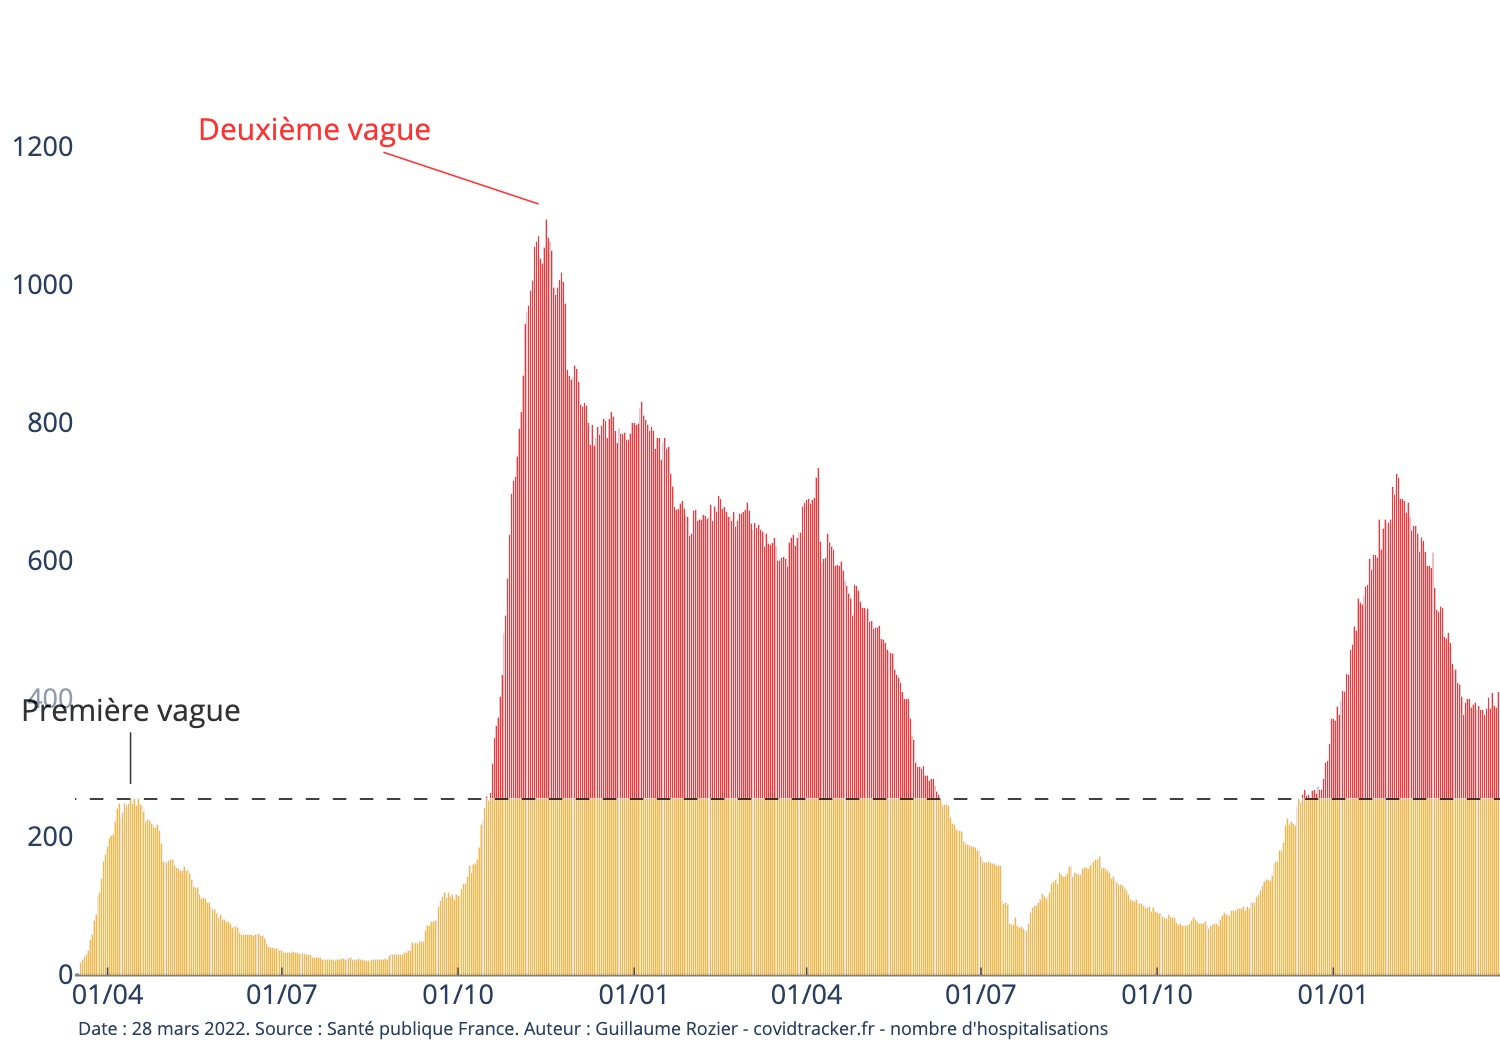 Deuxième vague
1200
1000
800
600
400
Première vague
200
0
01/04 01/07 01/10 01/01 01/04 01/07 01/10 01/01
Date : 28 mars 2022. Source : Santé publique France. Auteur : Guillaume Rozier - covidtracker.fr - nombre d'hospitalisations